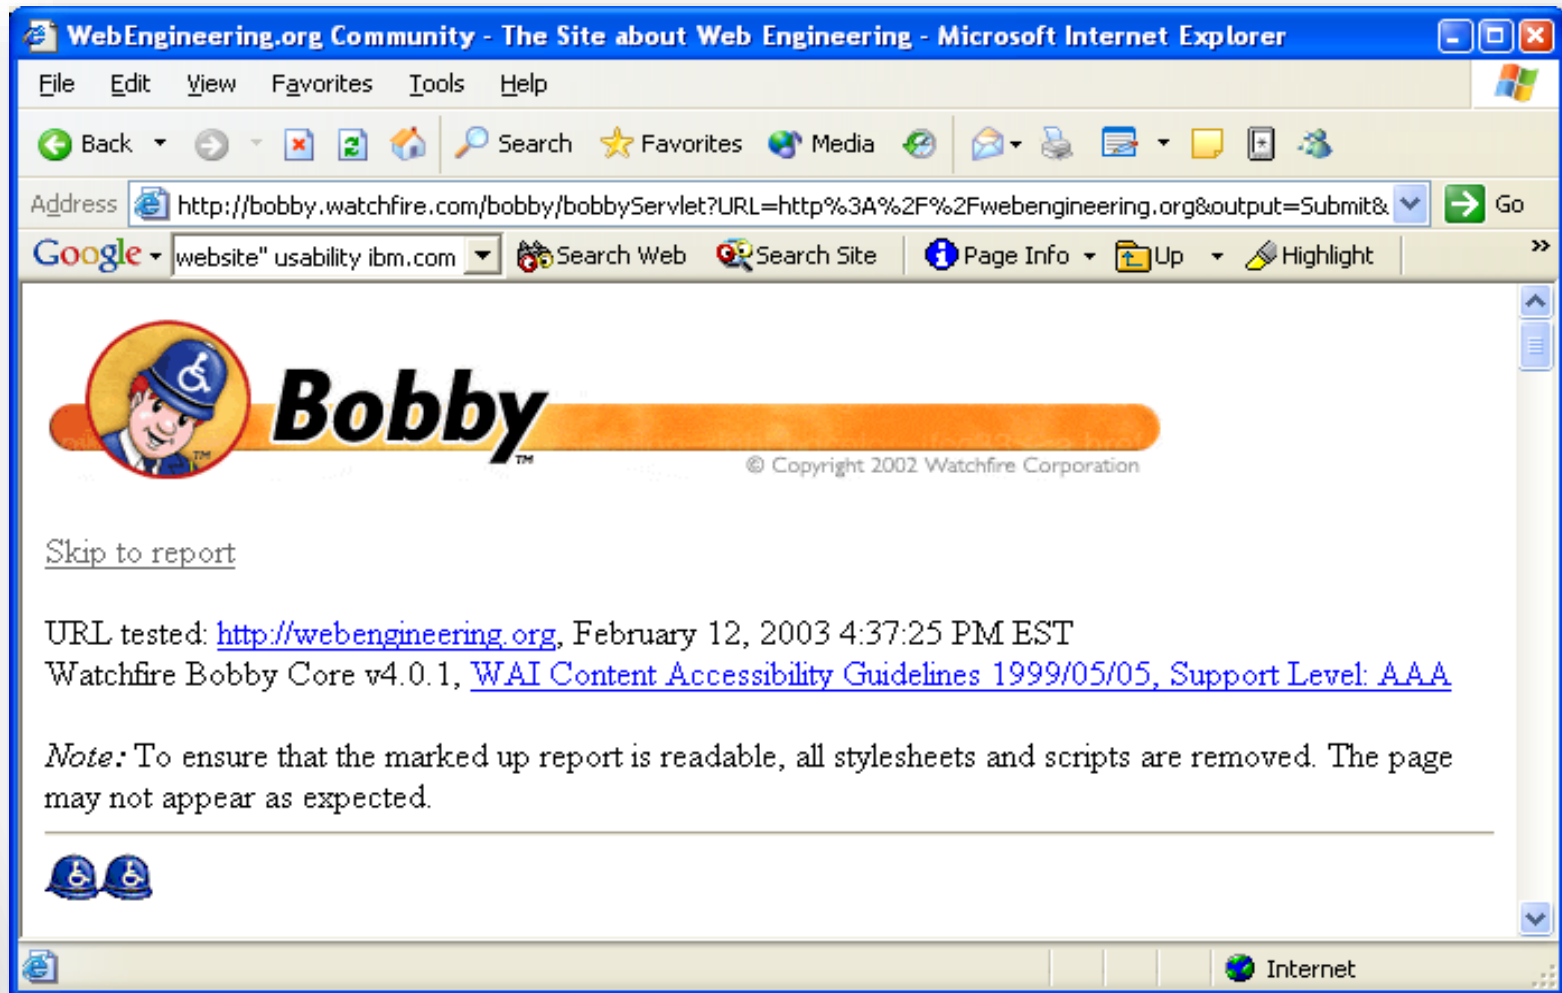 WebEngineering.org Community - The Site about Web Engineering - Microsoft Internet Explorer
File Edit View Favorites Tools Help
Back Search Favorites Media
Address http://bobby.watchfire.com/bobby/bobbyServlet?URL=http%3A%2F%2Fwebengineering.org&output=Submit& Go
Google website" usability ibm.com Search Web Search Site Page Info Up Highlight »
Bobby™
© Copyright 2002 Watchfire Corporation
Skip to report
URL tested: http://webengineering.org, February 12, 2003 4:37:25 PM EST
Watchfire Bobby Core v4.0.1, WAI Content Accessibility Guidelines 1999/05/05, Support Level: AAA
Note: To ensure that the marked up report is readable, all stylesheets and scripts are removed. The page
may not appear as expected.
Internet